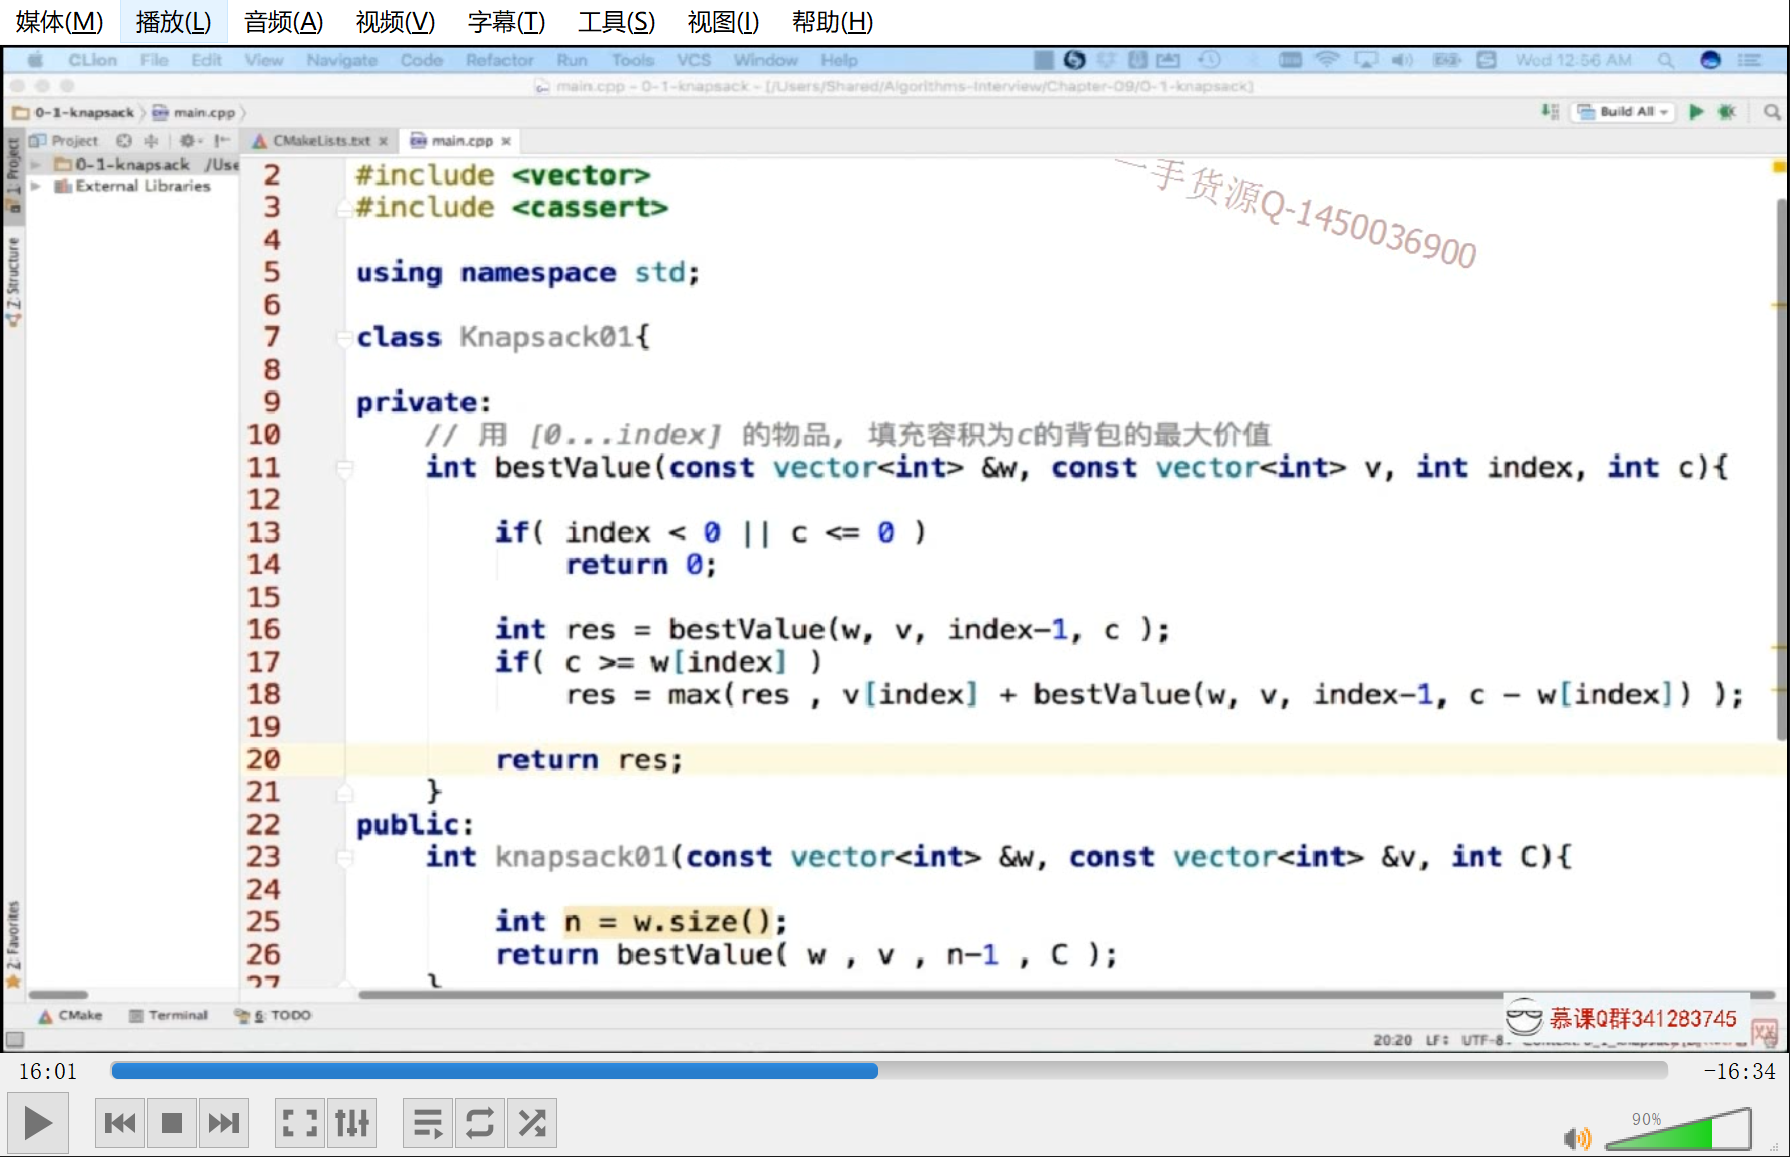 媒体(M) 播放(L) 音频(A) 视频(V) 字幕(T) 工具(S) 视图(I) 帮助(H)
CLion File Edit View Navigate Code Refactor Run Tools VCS Window Help Wed 12:56 AM
main.cpp - 0-1-knapsack - [/Users/Shared/Algorithms-Interview/Chapter-09/0-1-knapsack]
0-1-knapsack main.cpp Build All
Project CMakeLists.txt main.cpp
1: Project
0-1-knapsack /Use
External Libraries
Z: Structure
2: Favorites
一手货源Q-1450036900
2 #include <vector>
3 #include <cassert>
4
5 using namespace std;
6
7 class Knapsack01{
8
9 private:
10 // 用 [0...index] 的物品, 填充容积为c的背包的最大价值
11 int bestValue(const vector<int> &w, const vector<int> v, int index, int c){
12
13 if( index < 0 || c <= 0 )
14 return 0;
15
16 int res = bestValue(w, v, index-1, c );
17 if( c >= w[index] )
18 res = max(res , v[index] + bestValue(w, v, index-1, c - w[index]) );
19
20 return res;
21 }
22 public:
23 int knapsack01(const vector<int> &w, const vector<int> &v, int C){
24
25 int n = w.size();
26 return bestValue( w , v , n-1 , C );
27 }
CMake Terminal 6: TODO
慕课Q群341283745
20:20 LF÷ UTF-8
16:01 -16:34
90%